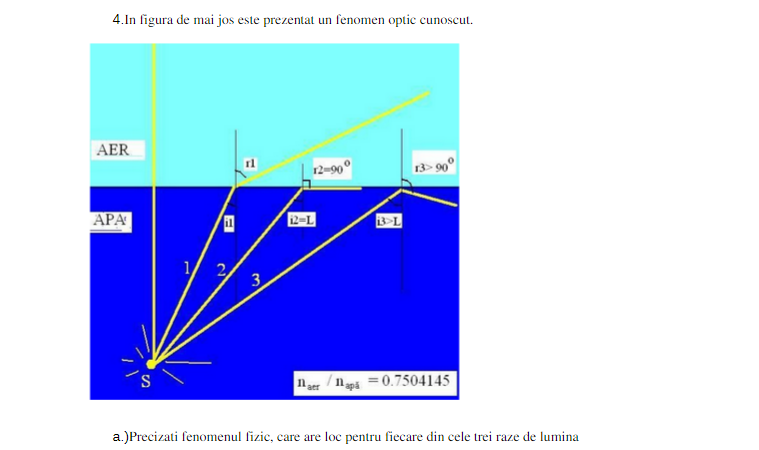 4.In figura de mai jos este prezentat un fenomen optic cunoscut.
AER
r1
r2=90°
r3>90°
APA
i1
i2=L
i3>L
1
2
3
S
n aer / n apă = 0.7504145
a.)Precizati fenomenul fizic, care are loc pentru fiecare din cele trei raze de lumina